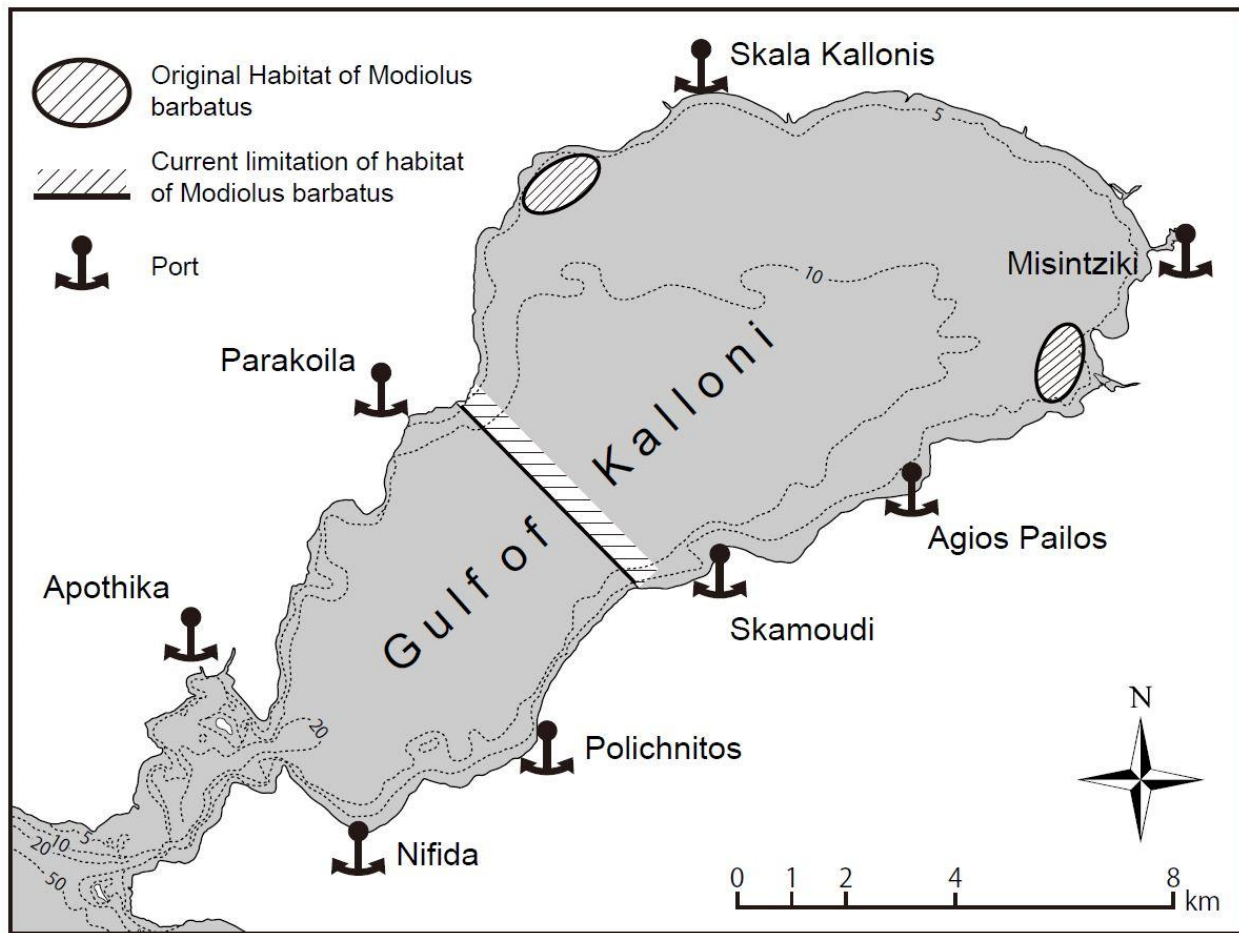 Original Habitat of Modiolus
barbatus
Current limitation of habitat
of Modiolus barbatus
Port
Skala Kallonis
5
Misintziki
10
Parakoila
Gulf of Kalloni
Agios Pailos
Skamoudi
Apothika
20
Polichnitos
Nifida
5
10
20
50
N
0 1 2 4 8
km